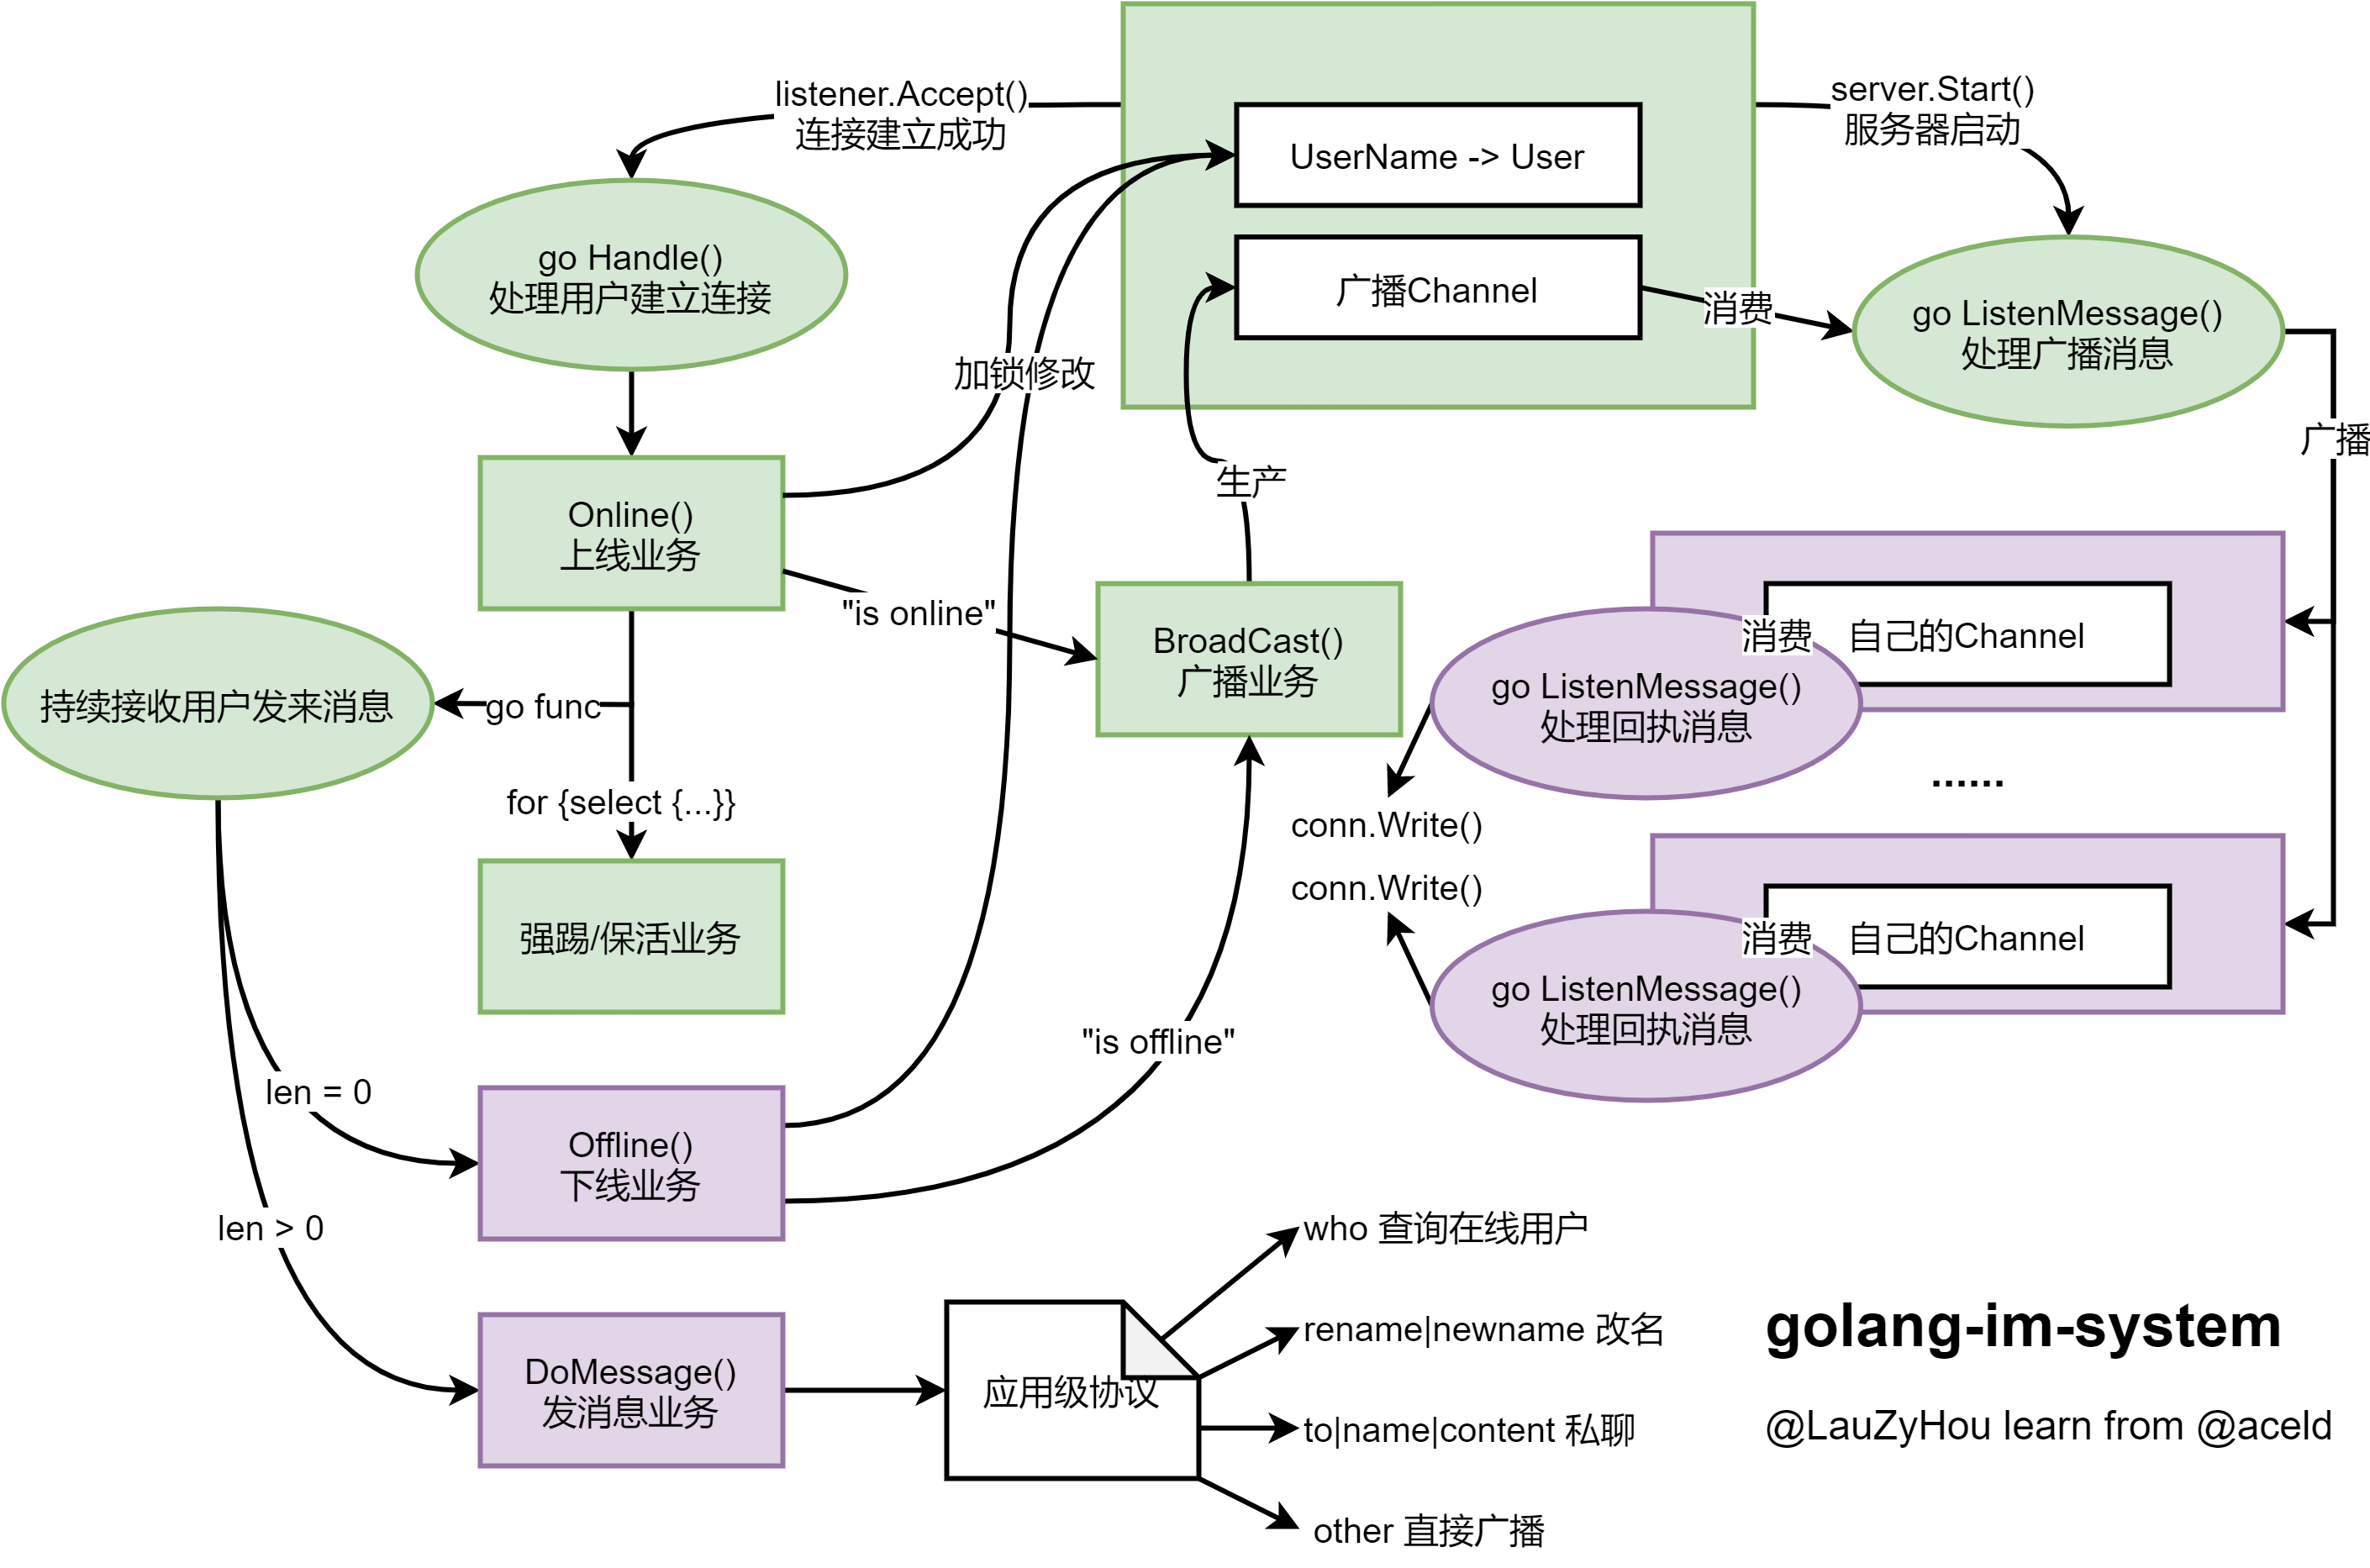 listener.Accept()
连接建立成功
server.Start()
服务器启动
UserName -> User
广播Channel
消费
go Handle()
处理用户建立连接
go ListenMessage()
处理广播消息
加锁修改
广播
生产
Online()
上线业务
"is online"
BroadCast()
广播业务
消费
自己的Channel
go ListenMessage()
处理回执消息
持续接收用户发来消息
go func
for {select {...}}
......
conn.Write()
conn.Write()
强踢/保活业务
消费
自己的Channel
go ListenMessage()
处理回执消息
"is offline"
len = 0
Offline()
下线业务
len > 0
who 查询在线用户
rename|newname 改名
DoMessage()
发消息业务
应用级协议
to|name|content 私聊
other 直接广播
golang-im-system
@LauZyHou learn from @aceld